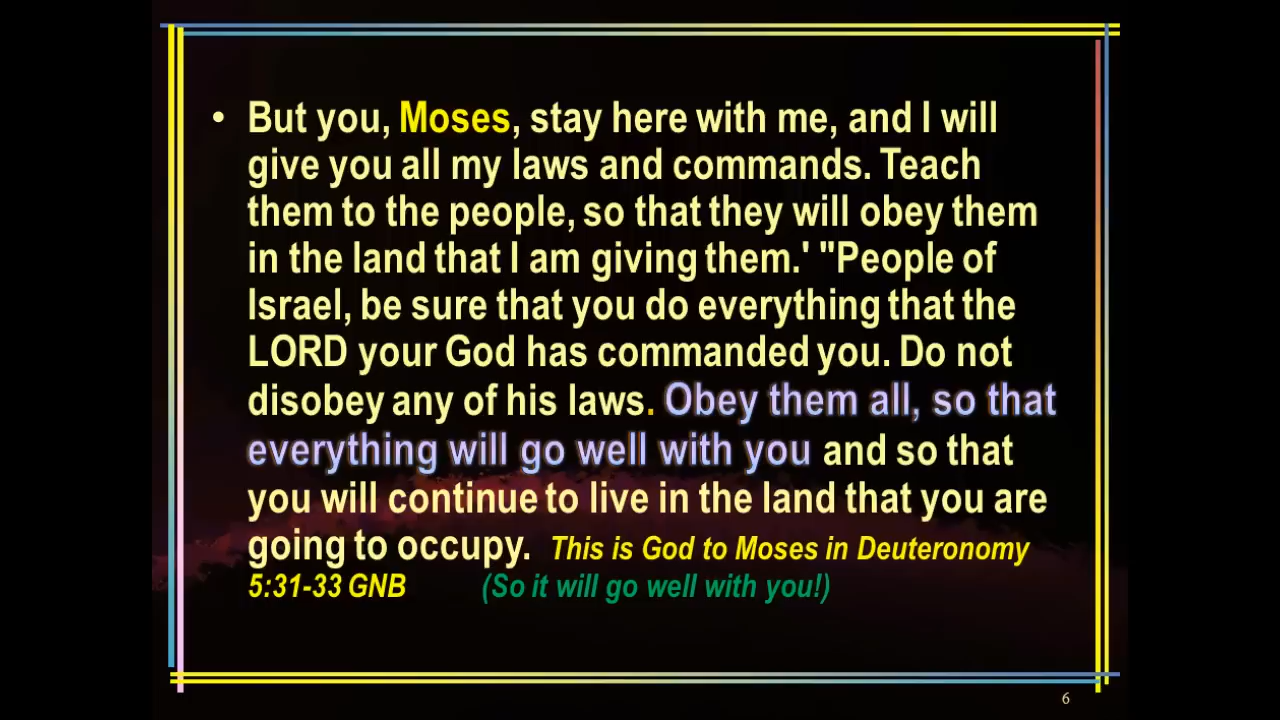 • But you, Moses, stay here with me, and I will
give you all my laws and commands. Teach
them to the people, so that they will obey them
in the land that I am giving them.' "People of
Israel, be sure that you do everything that the
LORD your God has commanded you. Do not
disobey any of his laws. Obey them all, so that
everything will go well with you and so that
you will continue to live in the land that you are
going to occupy. This is God to Moses in Deuteronomy
5:31-33 GNB (So it will go well with you!)
6